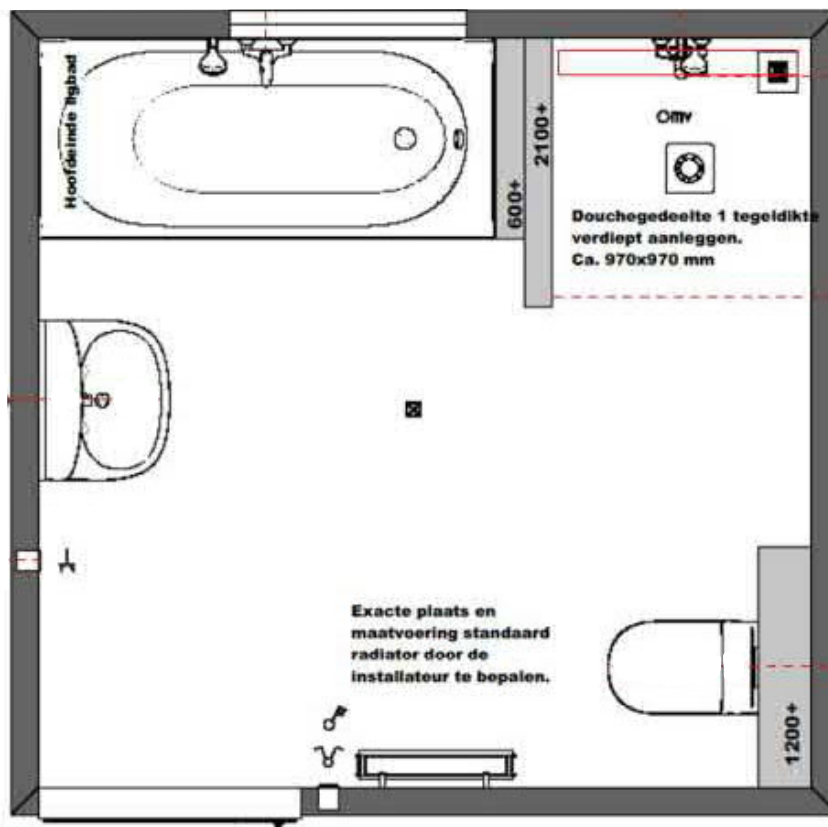 Hoofdeinde ligbad
600+
2100+
Omv
Douchegedeelte 1 tegeldikte
verdiept aanleggen.
Ca. 970x970 mm
Exacte plaats en
maatvoering standaard
radiator door de
installateur te bepalen.
1200+